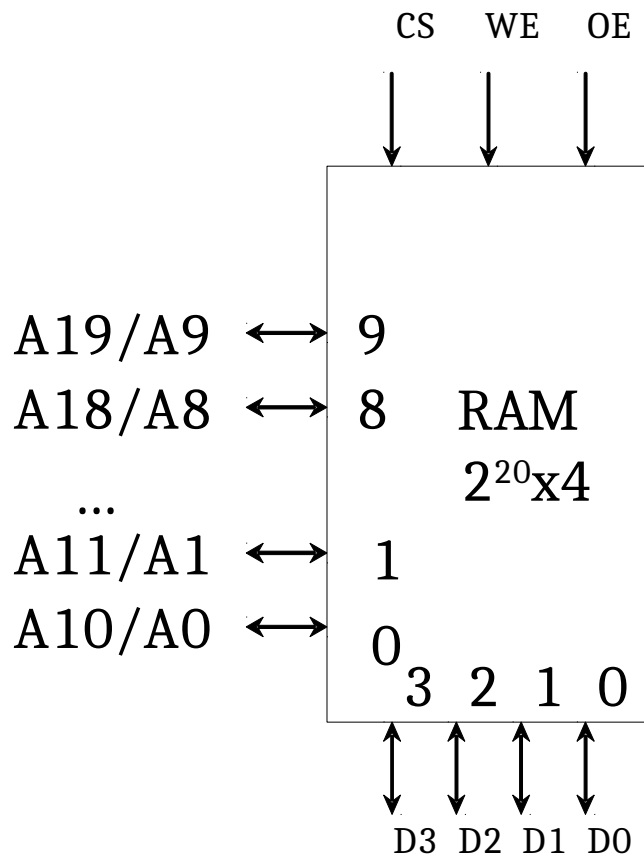 CS WE OE
A19/A9 9
A18/A8 8 RAM
2²⁰x4
...
A11/A1 1
A10/A0 0
3 2 1 0
D3 D2 D1 D0